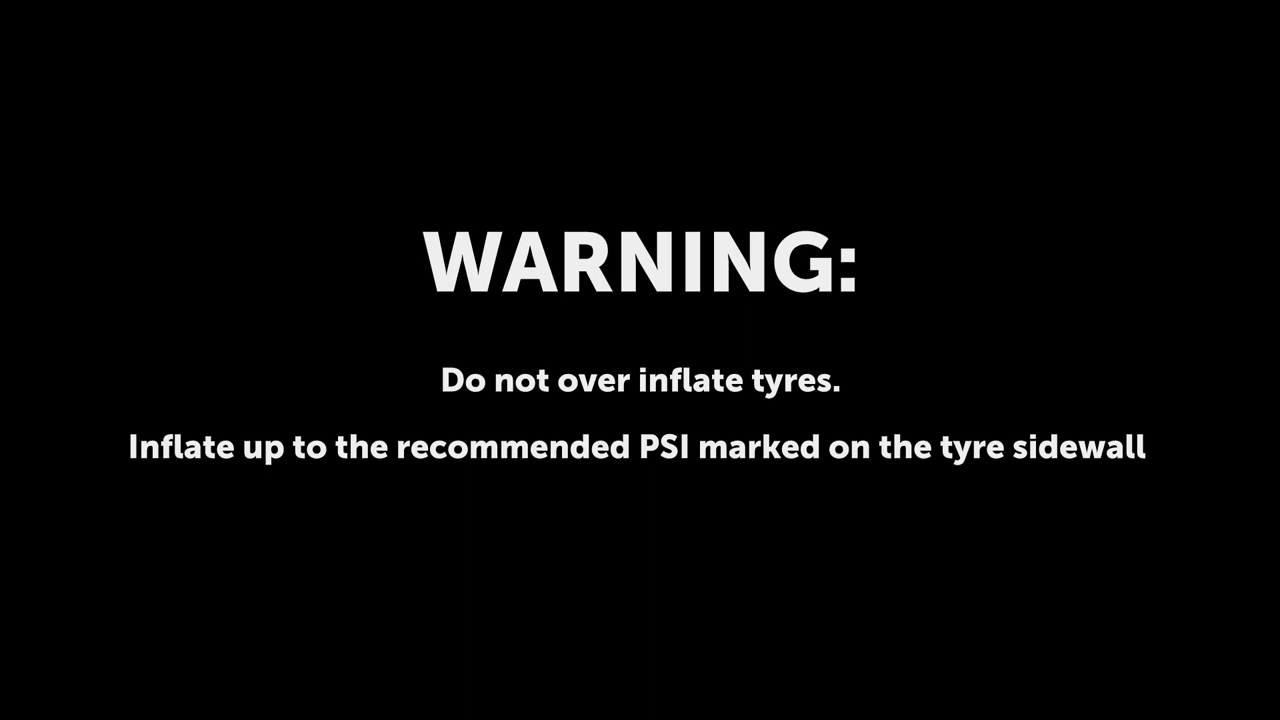 WARNING:
Do not over inflate tyres.
Inflate up to the recommended PSI marked on the tyre sidewall